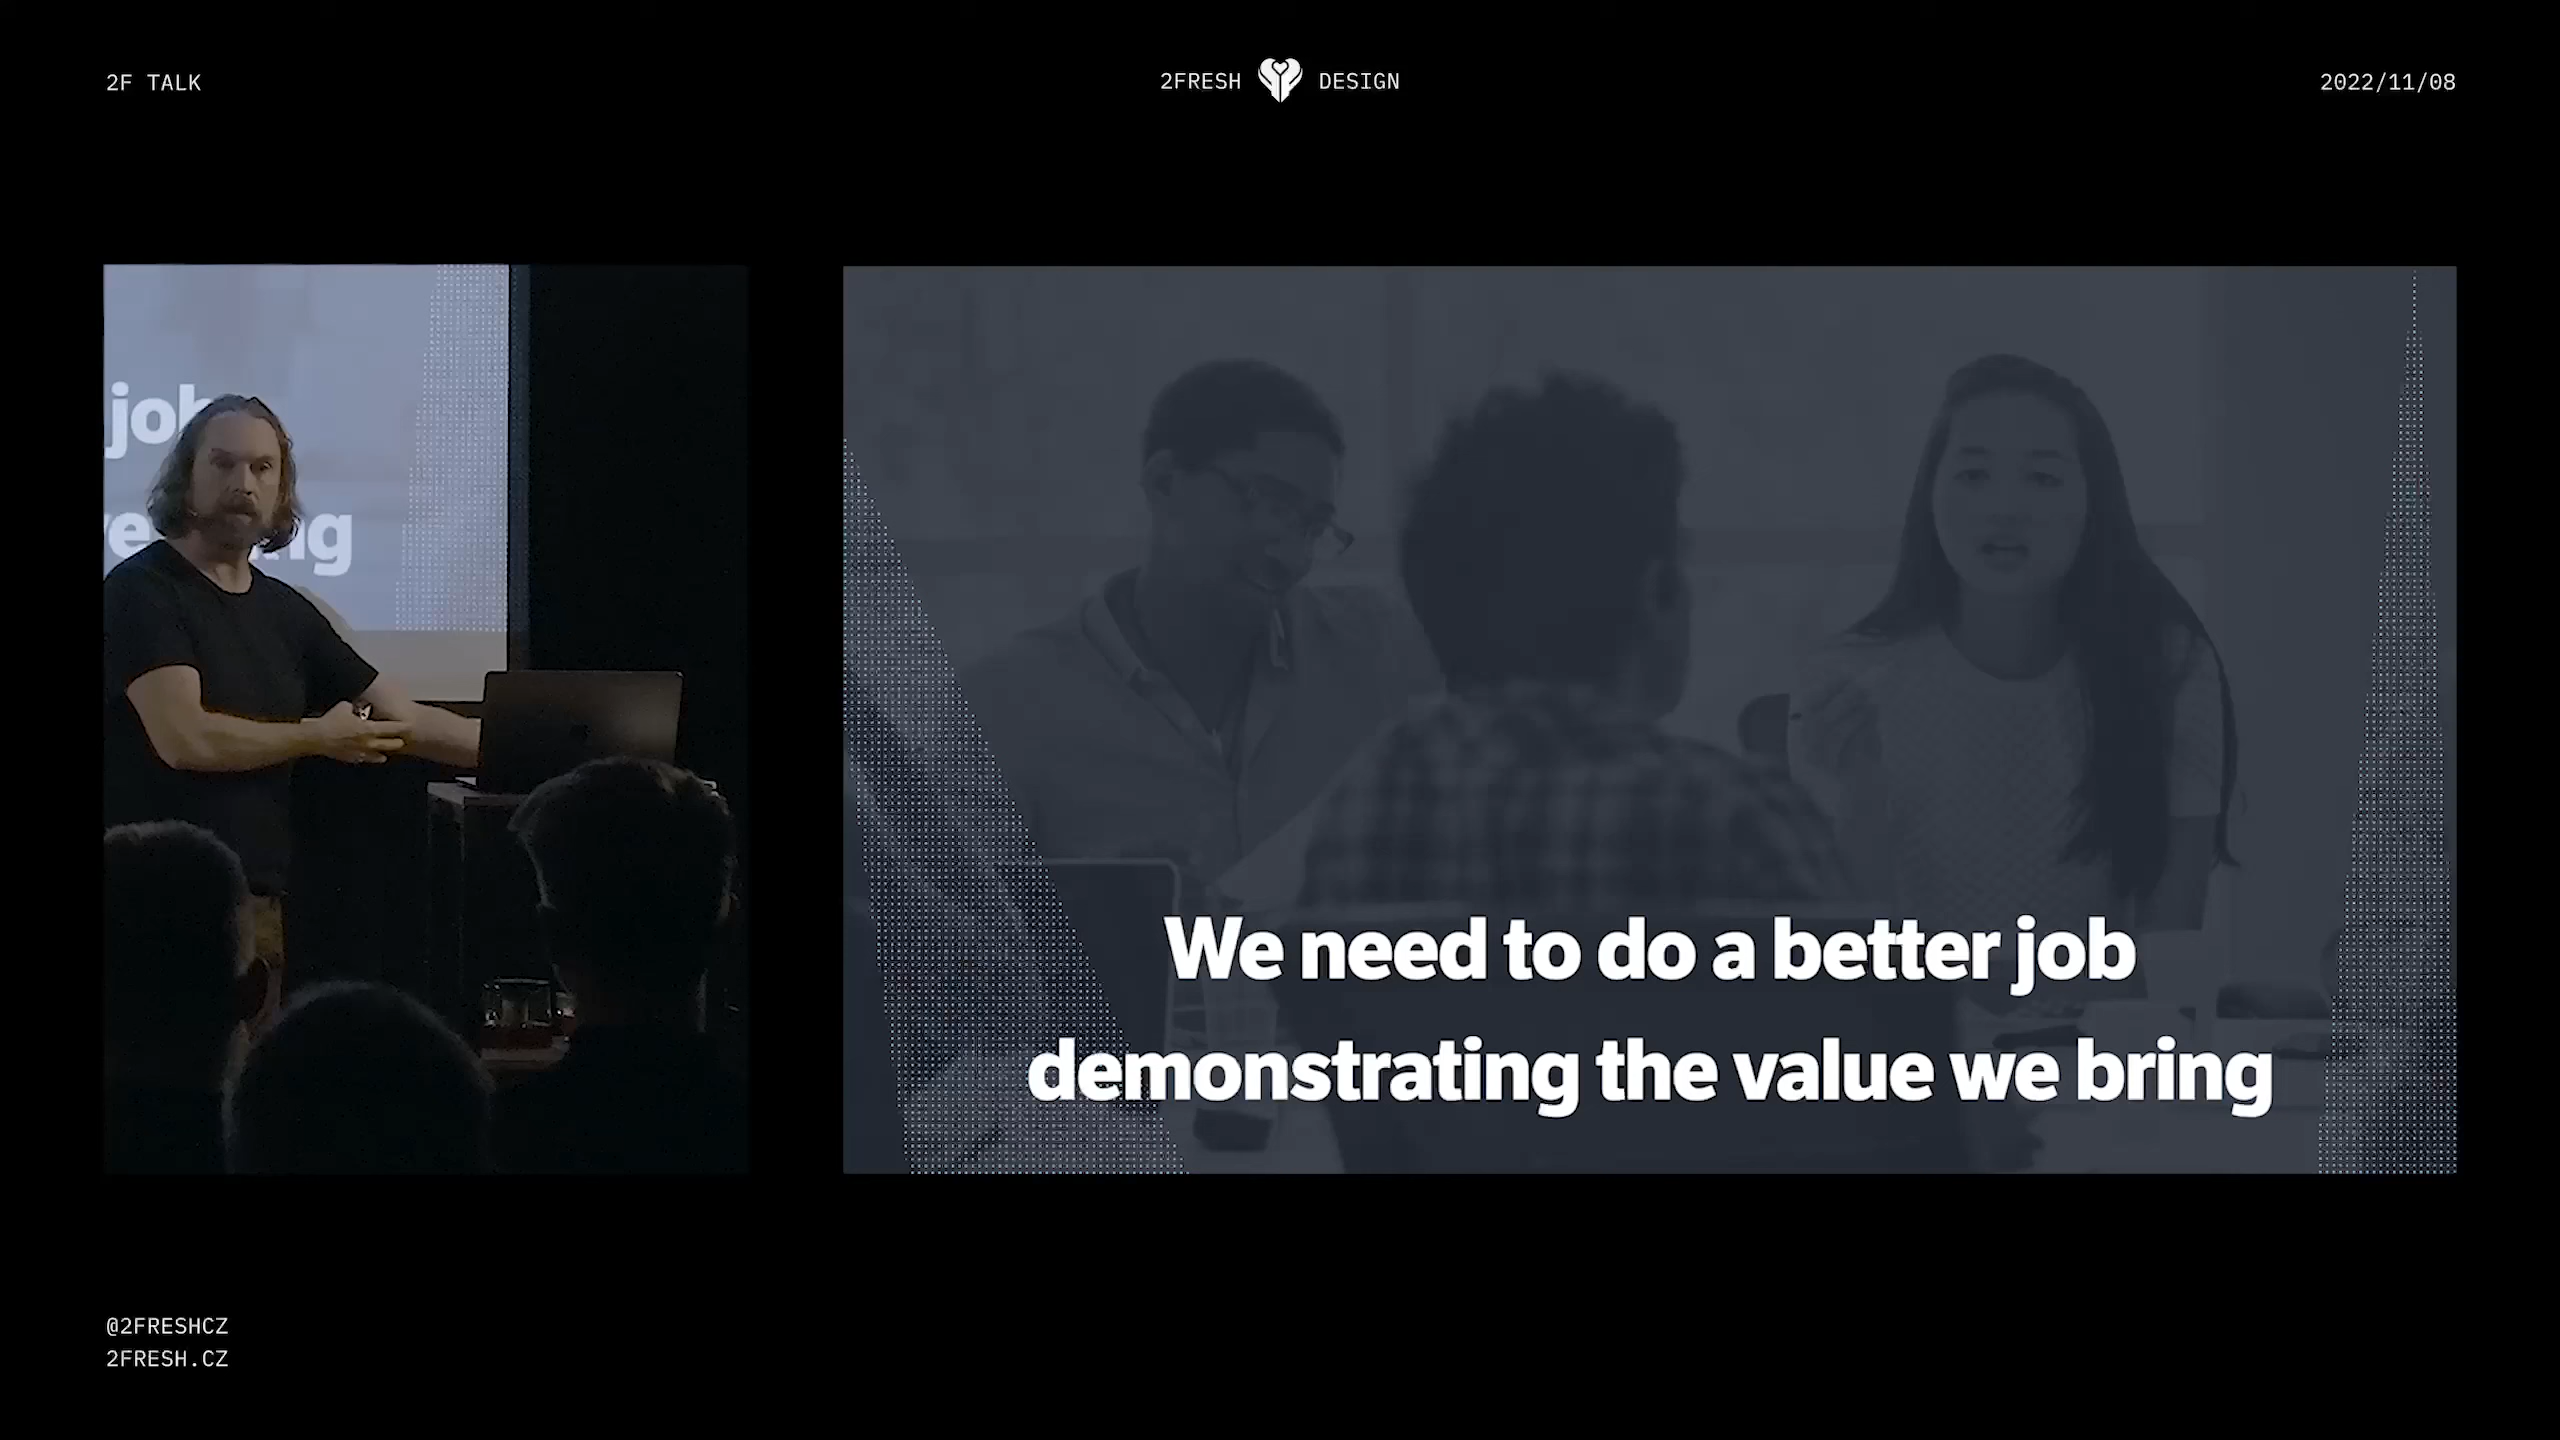 2F TALK
2FRESH DESIGN
2022/11/08
job
ng
We need to do a better job
demonstrating the value we bring
@2FRESHCZ
2FRESH.CZ